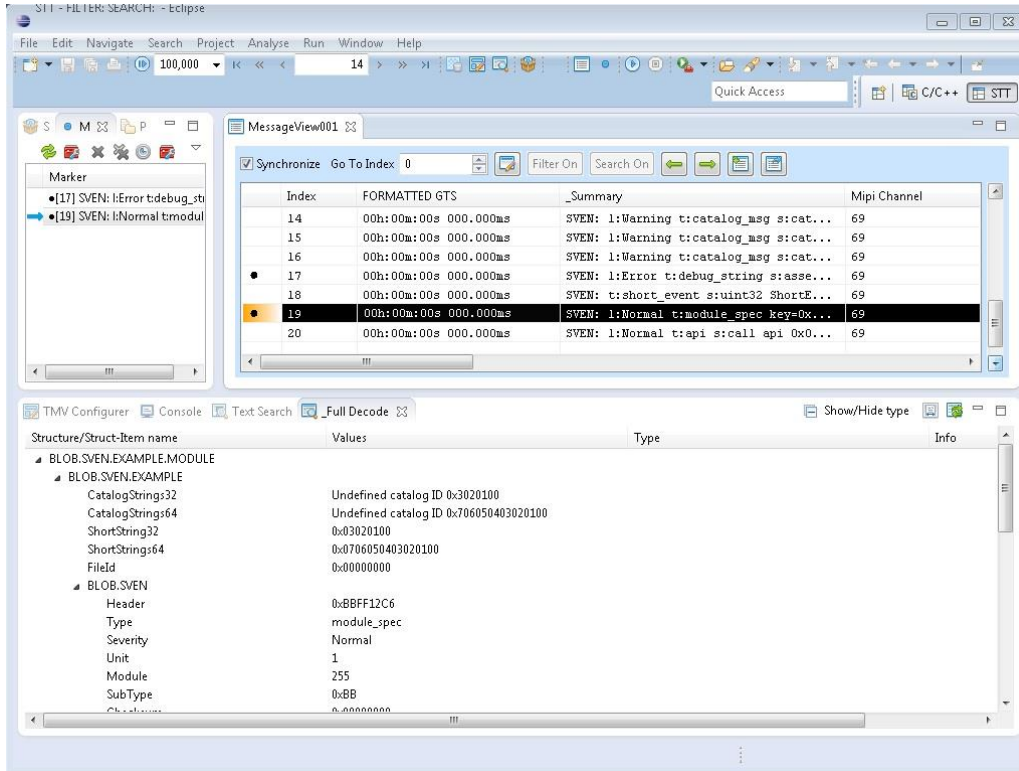 STT - FILTER: SEARCH: - Eclipse
File Edit Navigate Search Project Analyse Run Window Help
100,000 14
Quick Access C/C++ STT
S M P MessageView001
Synchronize Go To Index 0 Filter On Search On
Marker
[17] SVEN: l:Error t:debug_stri
[19] SVEN: l:Normal t:modul
Index FORMATTED GTS _Summary Mipi Channel
14 00h:00m:00s 000.000ms SVEN: l:Warning t:catalog_msg s:cat... 69
15 00h:00m:00s 000.000ms SVEN: l:Warning t:catalog_msg s:cat... 69
16 00h:00m:00s 000.000ms SVEN: l:Warning t:catalog_msg s:cat... 69
17 00h:00m:00s 000.000ms SVEN: l:Error t:debug_string s:asse... 69
18 00h:00m:00s 000.000ms SVEN: t:short_event s:uint32 ShortE... 69
19 00h:00m:00s 000.000ms SVEN: l:Normal t:module_spec key=0x... 69
20 00h:00m:00s 000.000ms SVEN: l:Normal t:api s:call api 0x0... 69
TMV Configurer Console Text Search _Full Decode Show/Hide type
Structure/Struct-Item name Values Type Info
BLOB.SVEN.EXAMPLE.MODULE
BLOB.SVEN.EXAMPLE
CatalogStrings32 Undefined catalog ID 0x3020100
CatalogStrings64 Undefined catalog ID 0x706050403020100
ShortString32 0x03020100
ShortStrings64 0x0706050403020100
FileId 0x00000000
BLOB.SVEN
Header 0xBBFF12C6
Type module_spec
Severity Normal
Unit 1
Module 255
SubType 0xBB